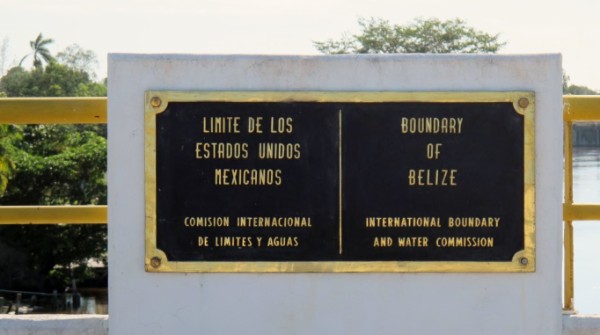 LIMITE DE LOS
ESTADOS UNIDOS
MEXICANOS
COMISION INTERNACIONAL
DE LIMITES Y AGUAS
BOUNDARY
OF
BELIZE
INTERNATIONAL BOUNDARY
AND WATER COMMISSION